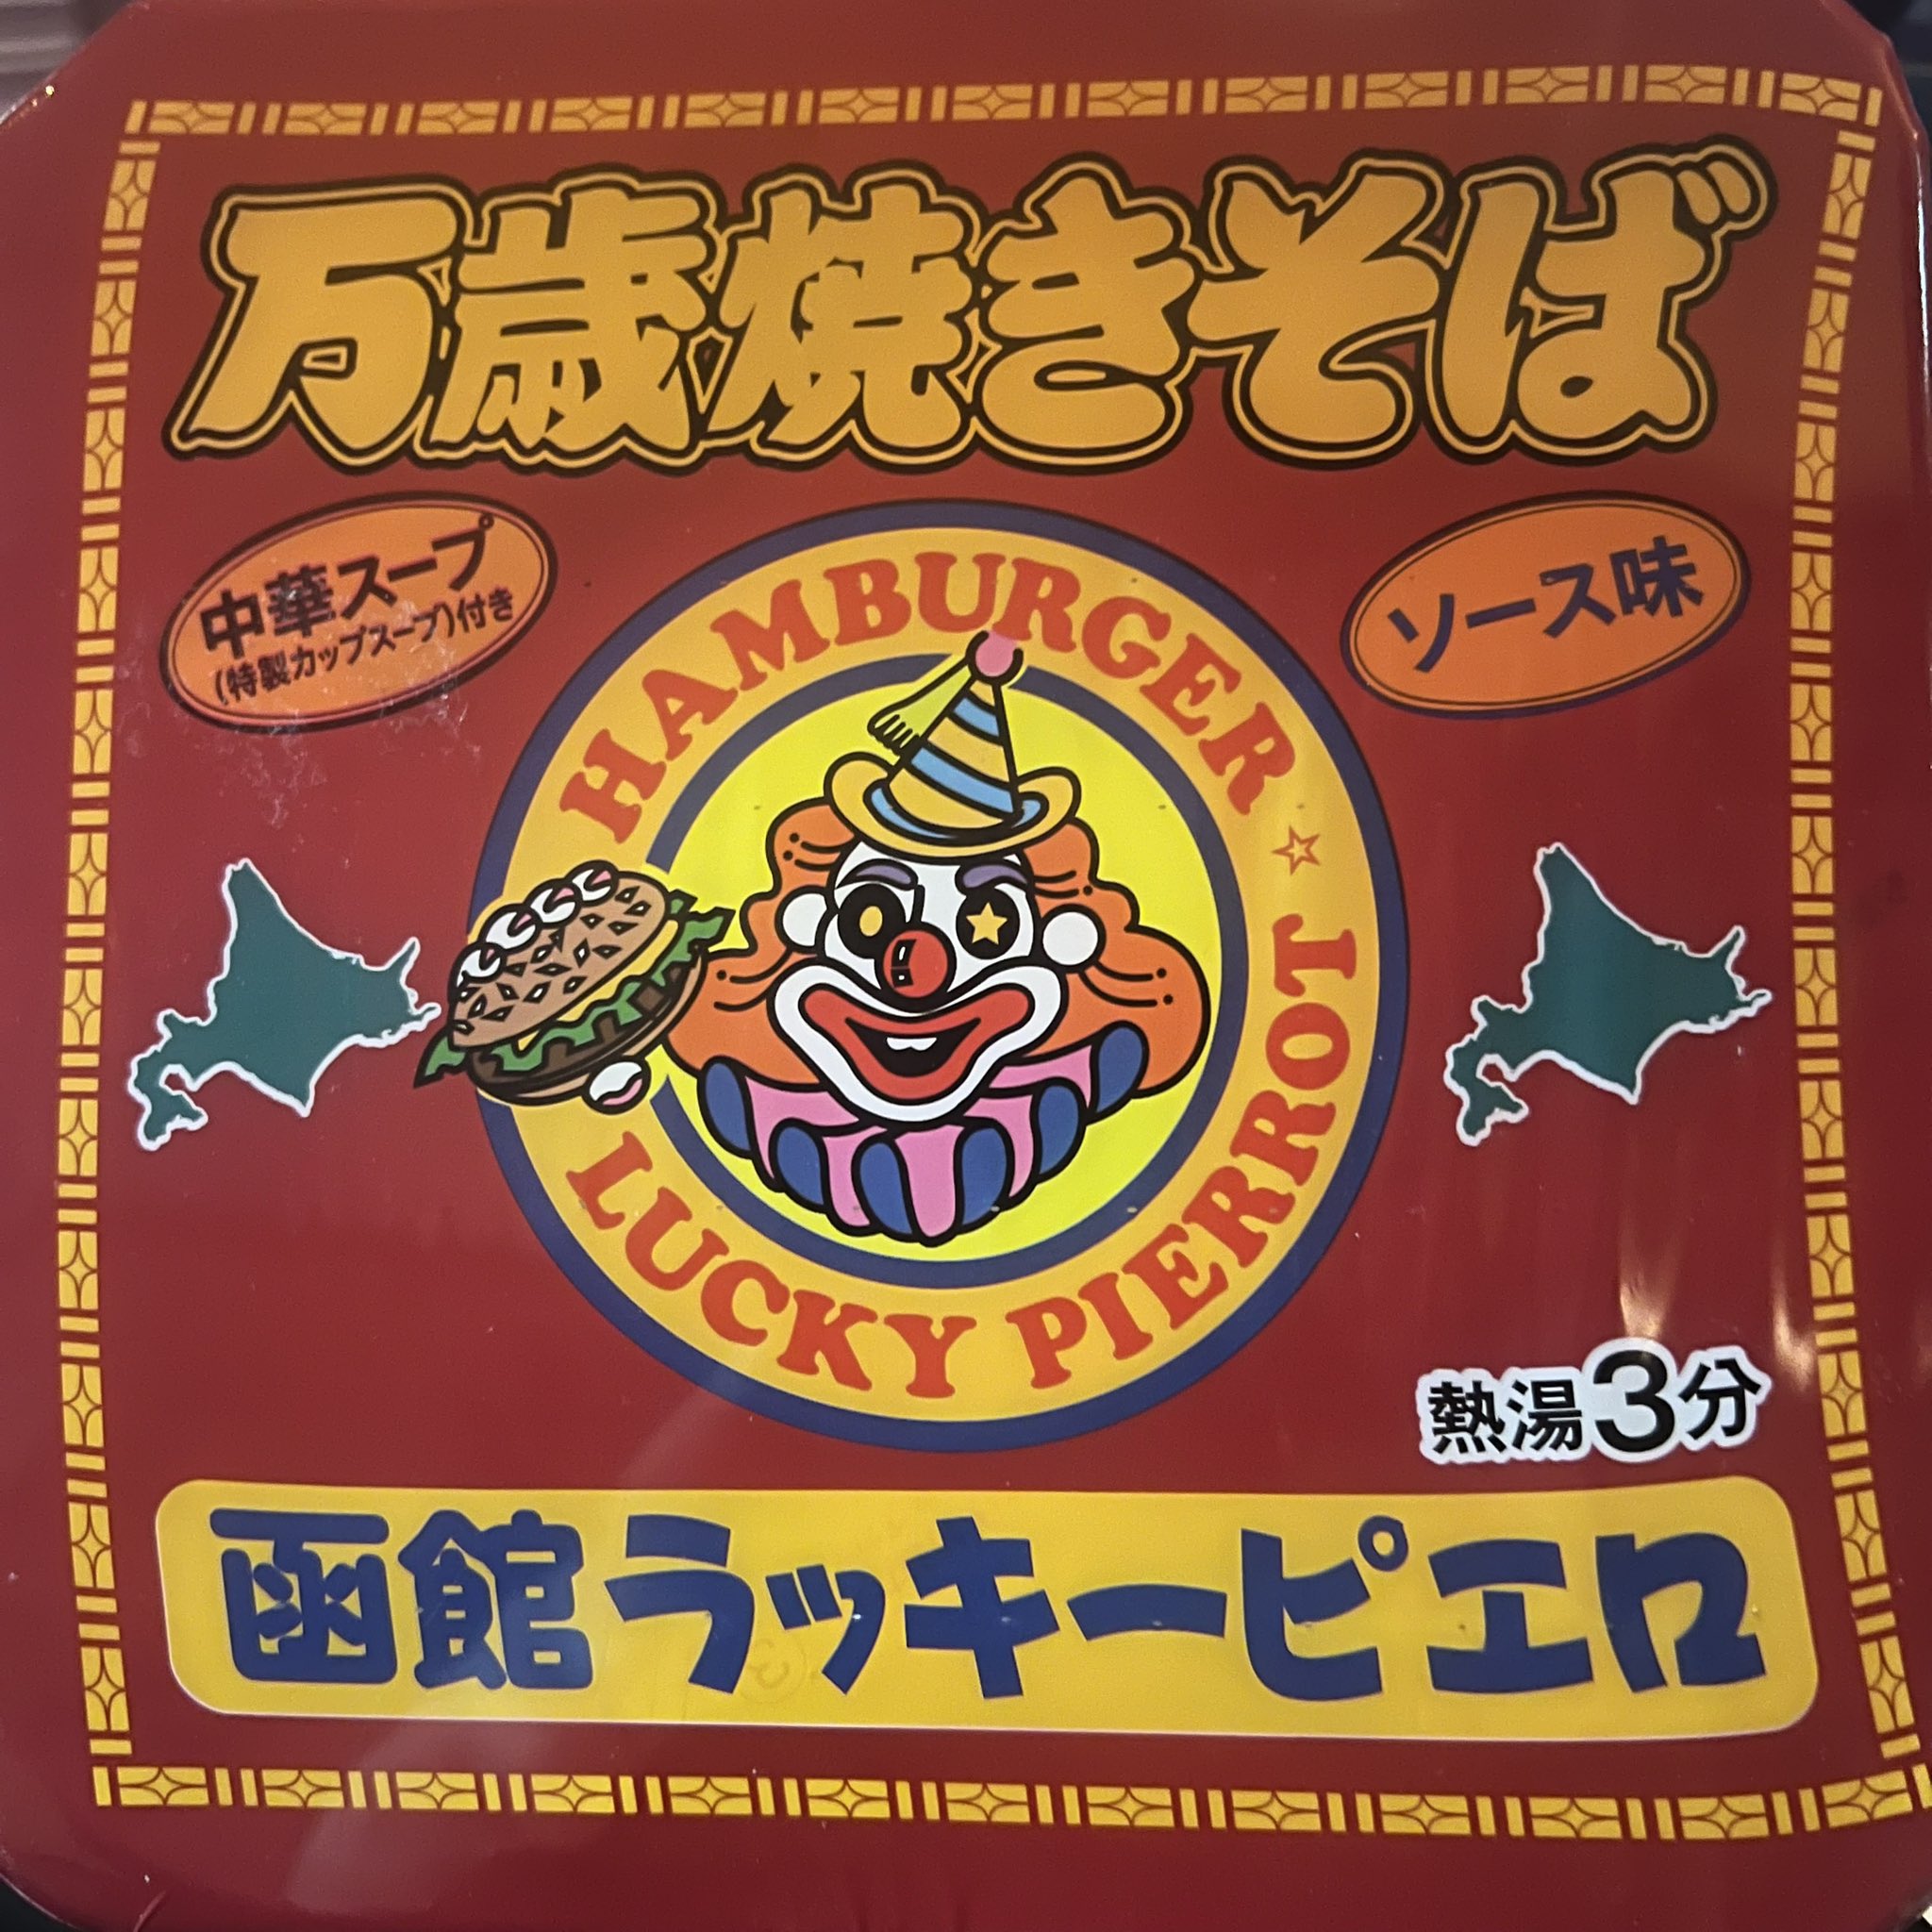 万歳焼きそば
中華スープ
(特製カップスープ)付き
ソース味
HAMBURGER ☆
LUCKY PIERROT
熱湯3分
函館ラッキーピエロ